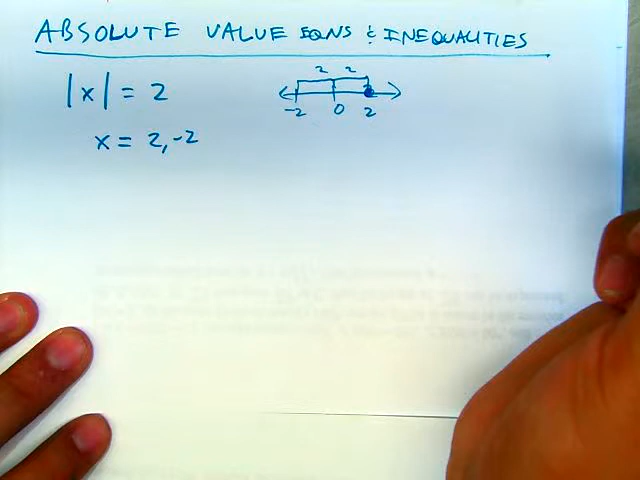 ABSOLUTE VALUE EQNS & INEQUALITIES
|x| = 2
2 2
-2 0 2
x = 2, -2